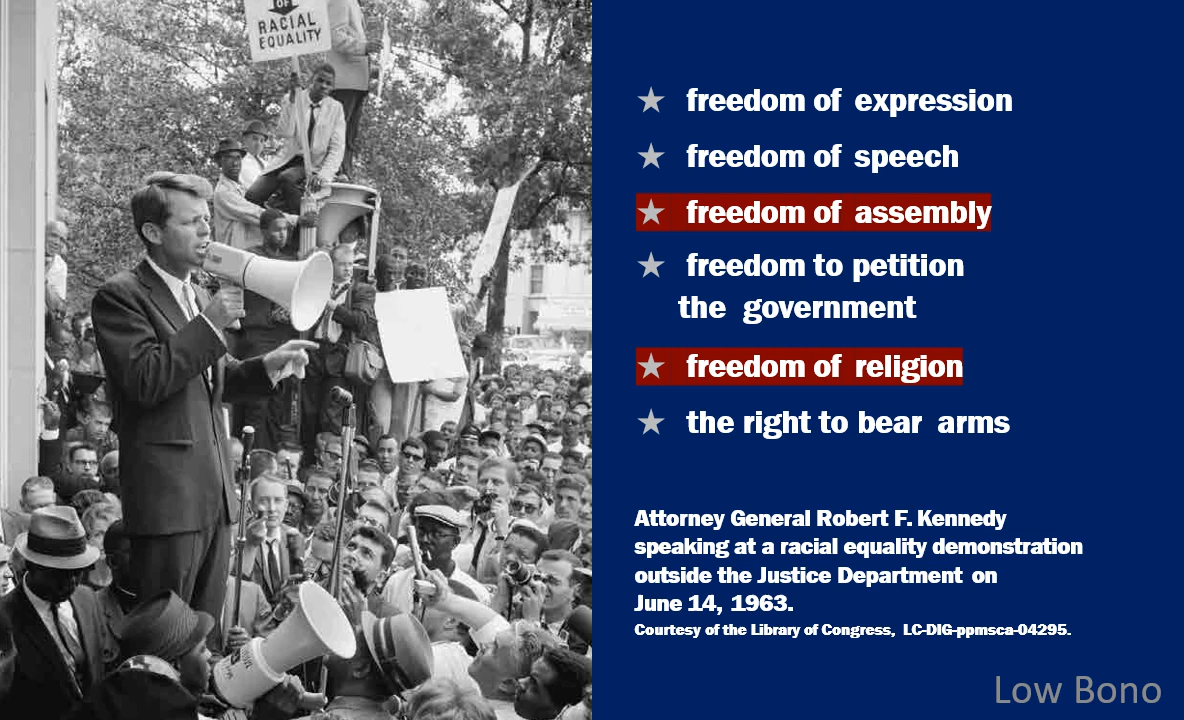 OF
RACIAL
EQUALITY
★ freedom of expression
★ freedom of speech
★ freedom of assembly
★ freedom to petition
the government
★ freedom of religion
★ the right to bear arms
Attorney General Robert F. Kennedy
speaking at a racial equality demonstration
outside the Justice Department on
June 14, 1963.
Courtesy of the Library of Congress, LC-DIG-ppmsca-04295.
Low Bono